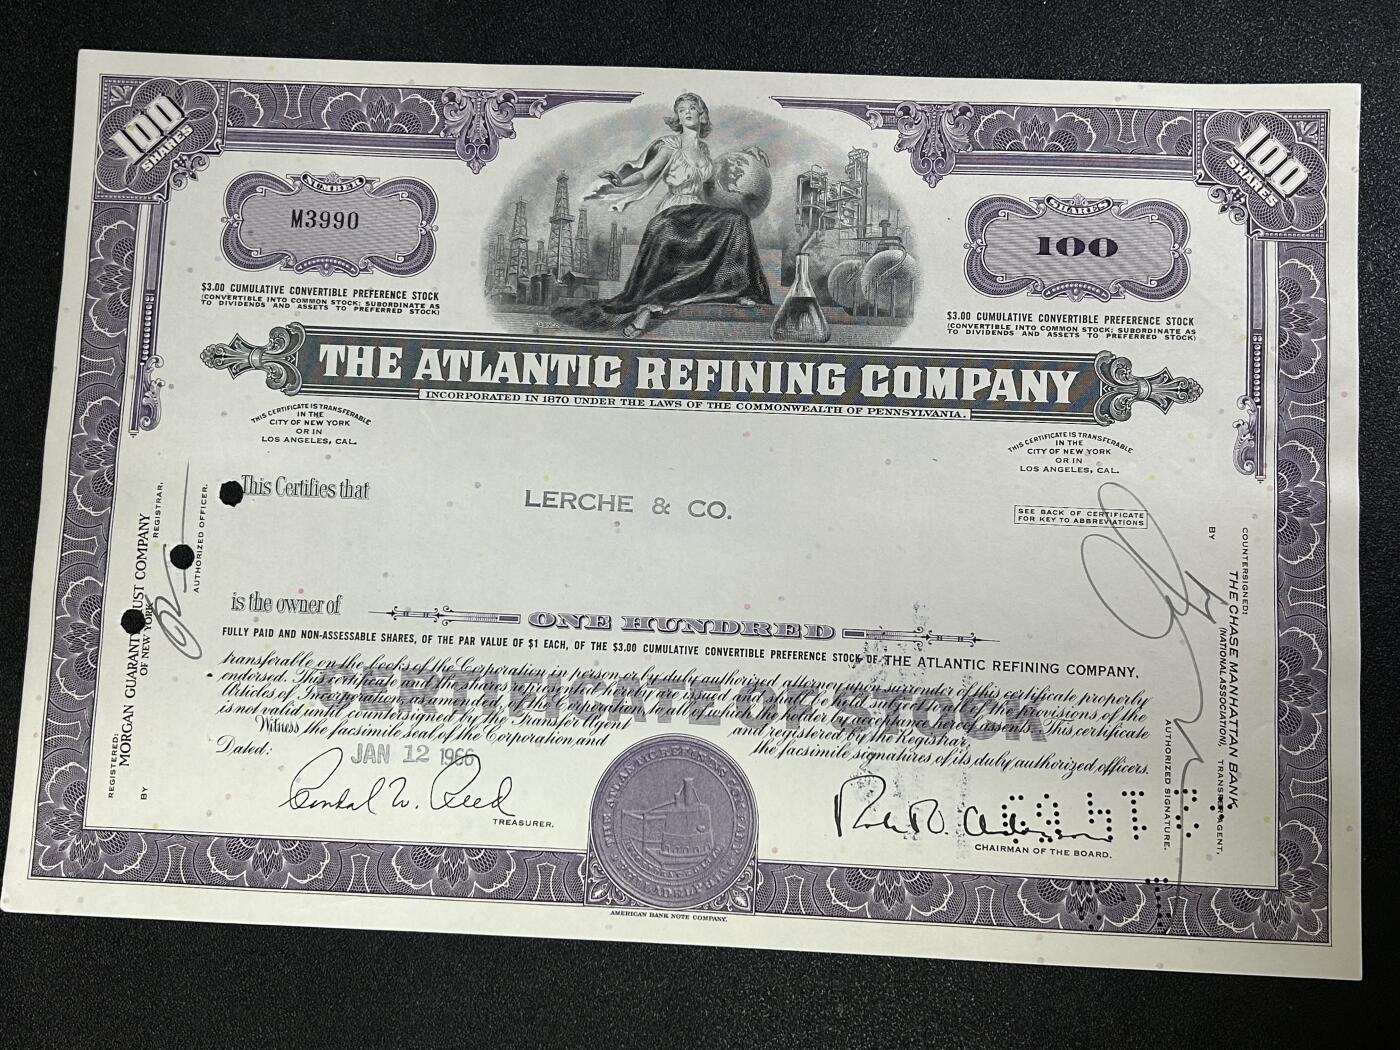 100 SHARES
100 SHARES
NUMBER
M3990
SHARES
100
$3.00 CUMULATIVE CONVERTIBLE PREFERENCE STOCK
(CONVERTIBLE INTO COMMON STOCK; SUBORDINATE AS
TO DIVIDENDS AND ASSETS TO PREFERRED STOCK)
$3.00 CUMULATIVE CONVERTIBLE PREFERENCE STOCK
(CONVERTIBLE INTO COMMON STOCK; SUBORDINATE AS
TO DIVIDENDS AND ASSETS TO PREFERRED STOCK)
THE ATLANTIC REFINING COMPANY
INCORPORATED IN 1870 UNDER THE LAWS OF THE COMMONWEALTH OF PENNSYLVANIA.
THIS CERTIFICATE IS TRANSFERABLE
IN THE
CITY OF NEW YORK
OR IN
LOS ANGELES, CAL.
THIS CERTIFICATE IS TRANSFERABLE
IN THE
CITY OF NEW YORK
OR IN
LOS ANGELES, CAL.
This Certifies that
LERCHE & CO.
SEE BACK OF CERTIFICATE
FOR KEY TO ABBREVIATIONS
is the owner of
ONE HUNDRED
FULLY PAID AND NON-ASSESSABLE SHARES, OF THE PAR VALUE OF $1 EACH, OF THE $3.00 CUMULATIVE CONVERTIBLE PREFERENCE STOCK OF THE ATLANTIC REFINING COMPANY,
transferable on the books of the Corporation in person or by duly authorized attorney upon surrender of this certificate properly
endorsed. This certificate and the shares represented hereby are issued and shall be held subject to all of the provisions of the
Articles of Incorporation, as amended, of the Corporation, to all of which the holder by acceptance hereof assents. This certificate
is not valid until countersigned by the Transfer Agent and registered by the Registrar.
Witness the facsimile seal of the Corporation and the facsimile signatures of its duly authorized officers.
Dated: JAN 12 1966
TREASURER.
CHAIRMAN OF THE BOARD.
THE ATLANTIC REFINING COMPANY
PHILADELPHIA
AMERICAN BANK NOTE COMPANY.
REGISTERED:
MORGAN GUARANTY TRUST COMPANY
OF NEW YORK
REGISTRAR,
BY
AUTHORIZED OFFICER.
COUNTERSIGNED:
THE CHASE MANHATTAN BANK
(NATIONAL ASSOCIATION), TRANSFER AGENT,
BY
AUTHORIZED SIGNATURE.